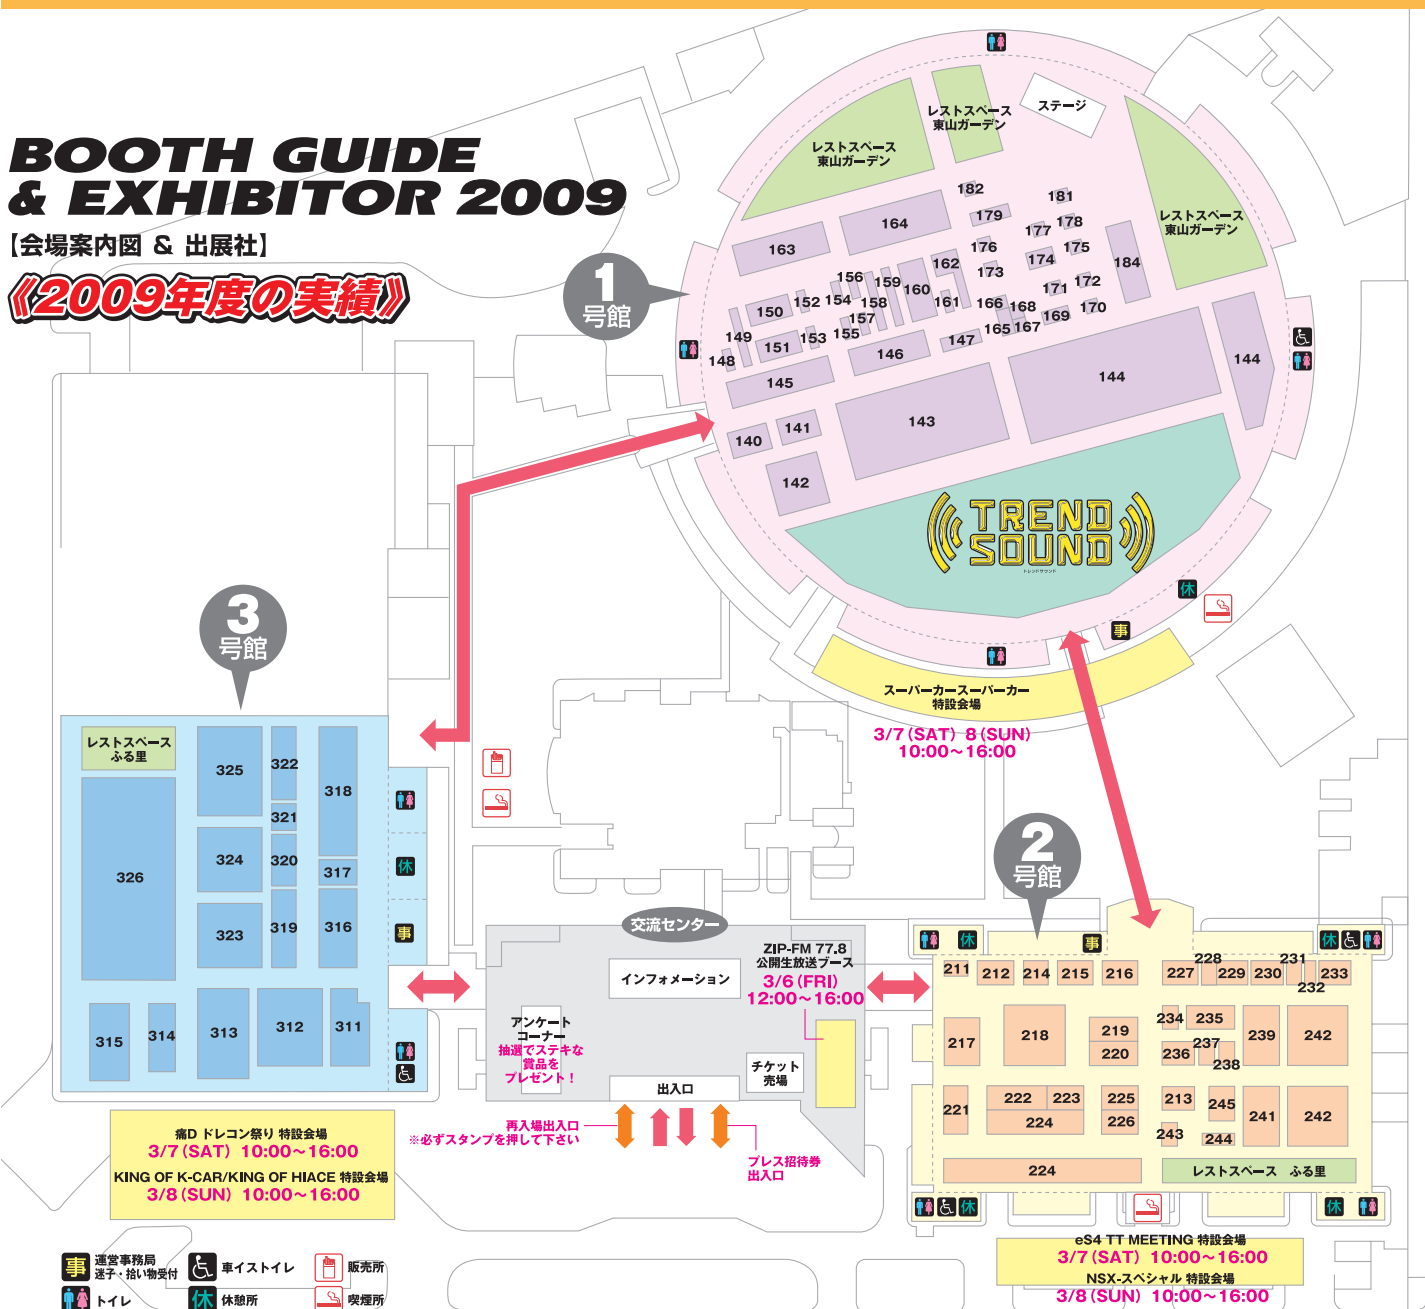 BOOTH GUIDE
& EXHIBITOR 2009
【会場案内図 & 出展社】
《2009年度の実績》
1
号館
レストスペース
東山ガーデン
レストスペース
東山ガーデン
ステージ
レストスペース
東山ガーデン
182
181
179
178
177
164
163
176
175
174
173
172
171
170
169
184
162
156
159
160
161
152
154
158
150
157
155
153
149
151
148
166
168
165
167
147
146
145
144
144
143
141
140
142
TREND
SOUND
トレンドサウンド
休
事
スーパーカースーパーカー
特設会場
3/7(SAT) 8(SUN)
10:00～16:00
3
号館
レストスペース
ふる里
325
322
318
321
326
324
320
317
323
319
316
315
314
313
312
311
休
事
痛D ドレコン祭り 特設会場
3/7(SAT) 10:00～16:00
KING OF K-CAR/KING OF HIACE 特設会場
3/8(SUN) 10:00～16:00
交流センター
インフォメーション
ZIP-FM 77.8
公開生放送ブース
3/6(FRI)
12:00～16:00
アンケート
コーナー
抽選でステキな
賞品を
プレゼント！
チケット
売場
出入口
再入場出入口
※必ずスタンプを押して下さい
プレス招待券
出入口
2
号館
休
事
休
211
212
214
215
216
227
228
229
230
231
232
233
217
218
219
220
234
235
236
237
238
239
242
221
222
223
224
225
226
213
245
243
244
241
242
224
レストスペース ふる里
休
休
eS4 TT MEETING 特設会場
3/7(SAT) 10:00～16:00
NSX-スペシャル 特設会場
3/8(SUN) 10:00～16:00
事 運営事務局
迷子・拾い物受付
車イストイレ
販売所
トイレ
休 休憩所
喫煙所